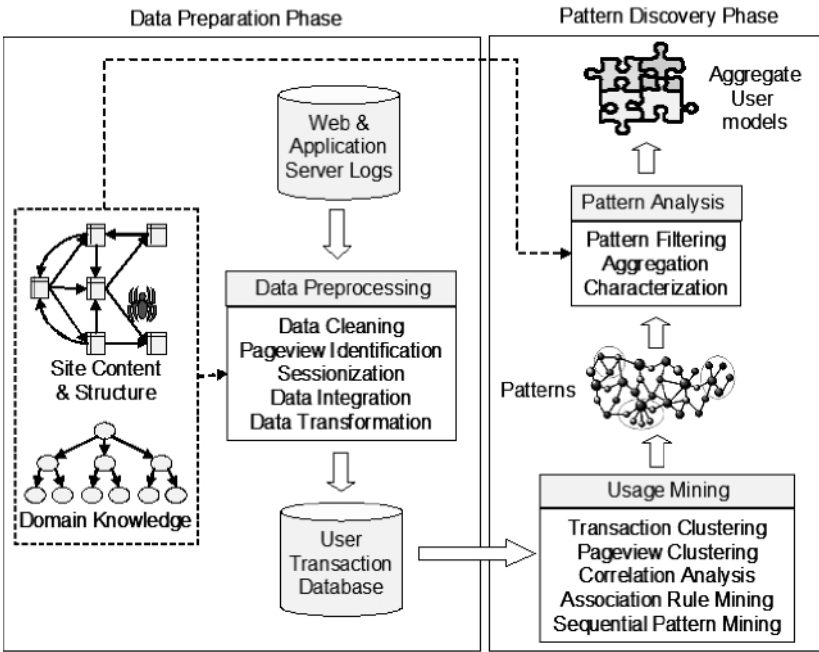 Data Preparation Phase
Web &
Application
Server Logs
Site Content
& Structure
Domain Knowledge
Data Preprocessing
Data Cleaning
Pageview Identification
Sessionization
Data Integration
Data Transformation
User
Transaction
Database
Pattern Discovery Phase
Aggregate
User
models
Pattern Analysis
Pattern Filtering
Aggregation
Characterization
Patterns
Usage Mining
Transaction Clustering
Pageview Clustering
Correlation Analysis
Association Rule Mining
Sequential Pattern Mining